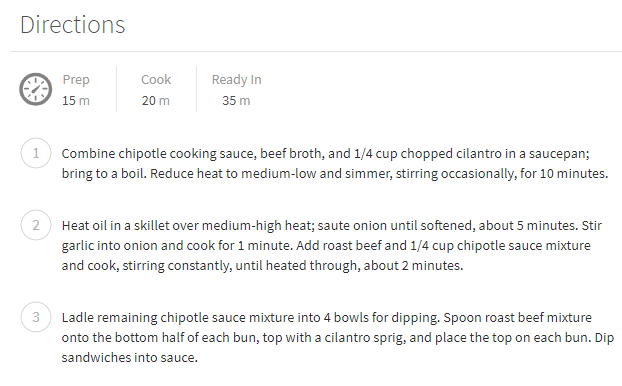 Directions
Prep Cook Ready In
15 m 20 m 35 m
1 Combine chipotle cooking sauce, beef broth, and 1/4 cup chopped cilantro in a saucepan;
bring to a boil. Reduce heat to medium-low and simmer, stirring occasionally, for 10 minutes.
2 Heat oil in a skillet over medium-high heat; saute onion until softened, about 5 minutes. Stir
garlic into onion and cook for 1 minute. Add roast beef and 1/4 cup chipotle sauce mixture
and cook, stirring constantly, until heated through, about 2 minutes.
3 Ladle remaining chipotle sauce mixture into 4 bowls for dipping. Spoon roast beef mixture
onto the bottom half of each bun, top with a cilantro sprig, and place the top on each bun. Dip
sandwiches into sauce.